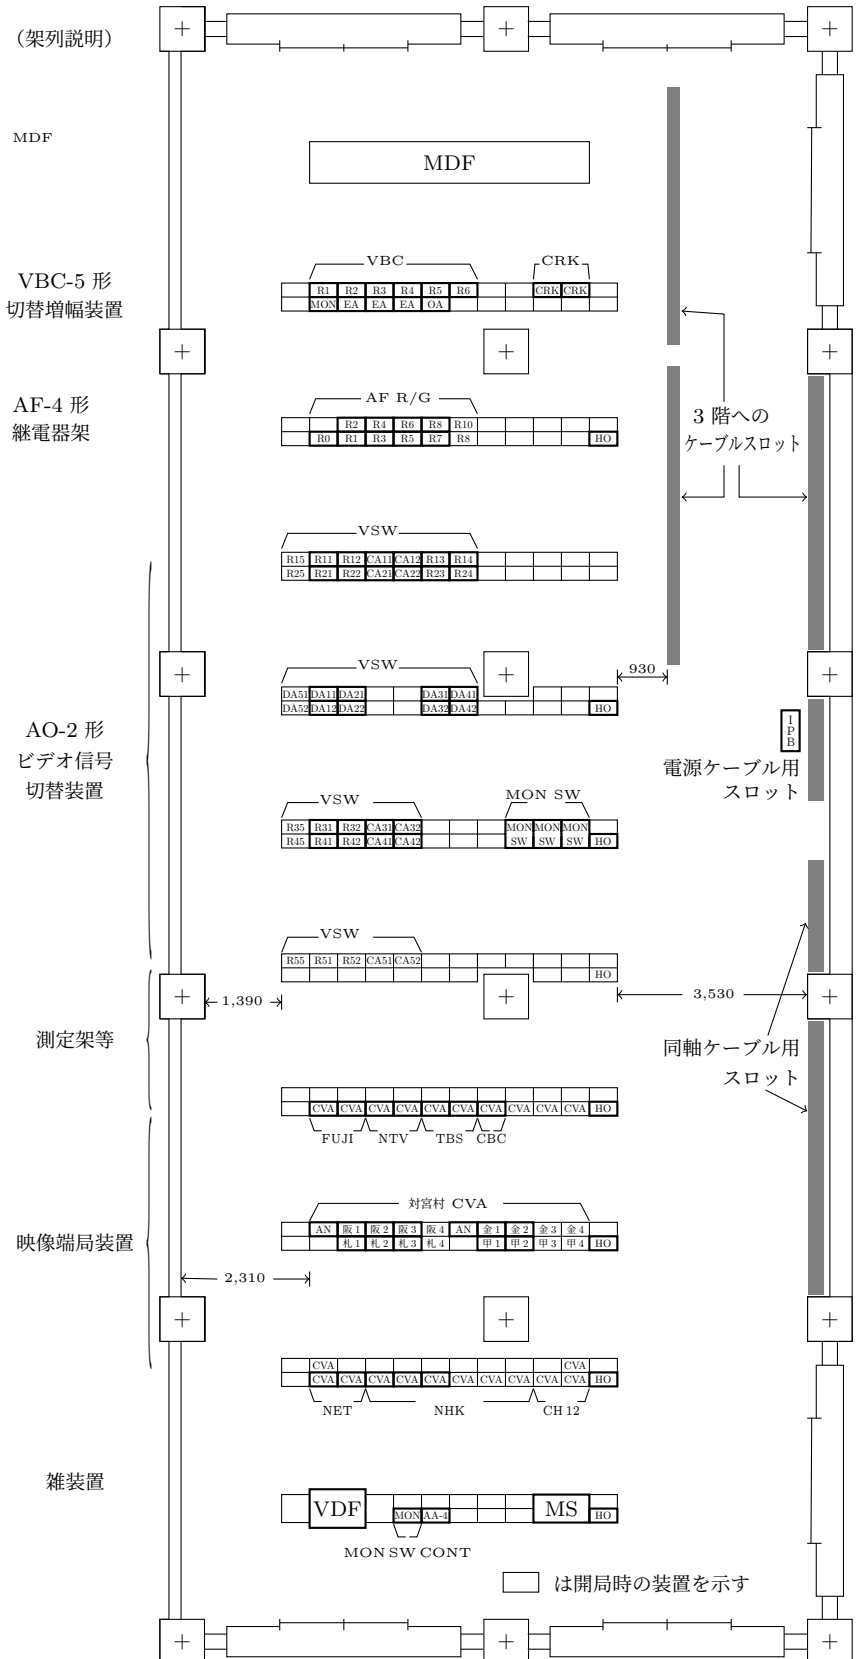 （架列説明）
MDF
MDF
VBC CRK
VBC-5 形
切替増幅装置
R1 R2 R3 R4 R5 R6 CRK CRK
MON EA EA EA OA
AF R/G
AF-4 形
継電器架
R2 R4 R6 R8 R10
R0 R1 R3 R5 R7 R8 HO
3 階への
ケーブルスロット
VSW
R15 R11 R12 CA11 CA12 R13 R14
R25 R21 R22 CA21 CA22 R23 R24
VSW
930
DA51 DA11 DA21 DA31 DA41
DA52 DA12 DA22 DA32 DA42 HO
AO-2 形
ビデオ信号
切替装置
IPB
電源ケーブル用
スロット
VSW MON SW
R35 R31 R32 CA31 CA32 MON MON MON
R45 R41 R42 CA41 CA42 SW SW SW HO
VSW
R55 R51 R52 CA51 CA52
HO
1,390 3,530
測定架等
同軸ケーブル用
スロット
CVA CVA CVA CVA CVA CVA CVA CVA CVA CVA HO
FUJI NTV TBS CBC
対宮村 CVA
映像端局装置
AN 阪 1 阪 2 阪 3 阪 4 AN 金 1 金 2 金 3 金 4
札 1 札 2 札 3 札 4 甲 1 甲 2 甲 3 甲 4 HO
2,310
CVA CVA
CVA CVA CVA CVA CVA CVA CVA CVA CVA CVA HO
NET NHK CH 12
雑装置
VDF MON AA-4 MS HO
MON SW CONT
は開局時の装置を示す